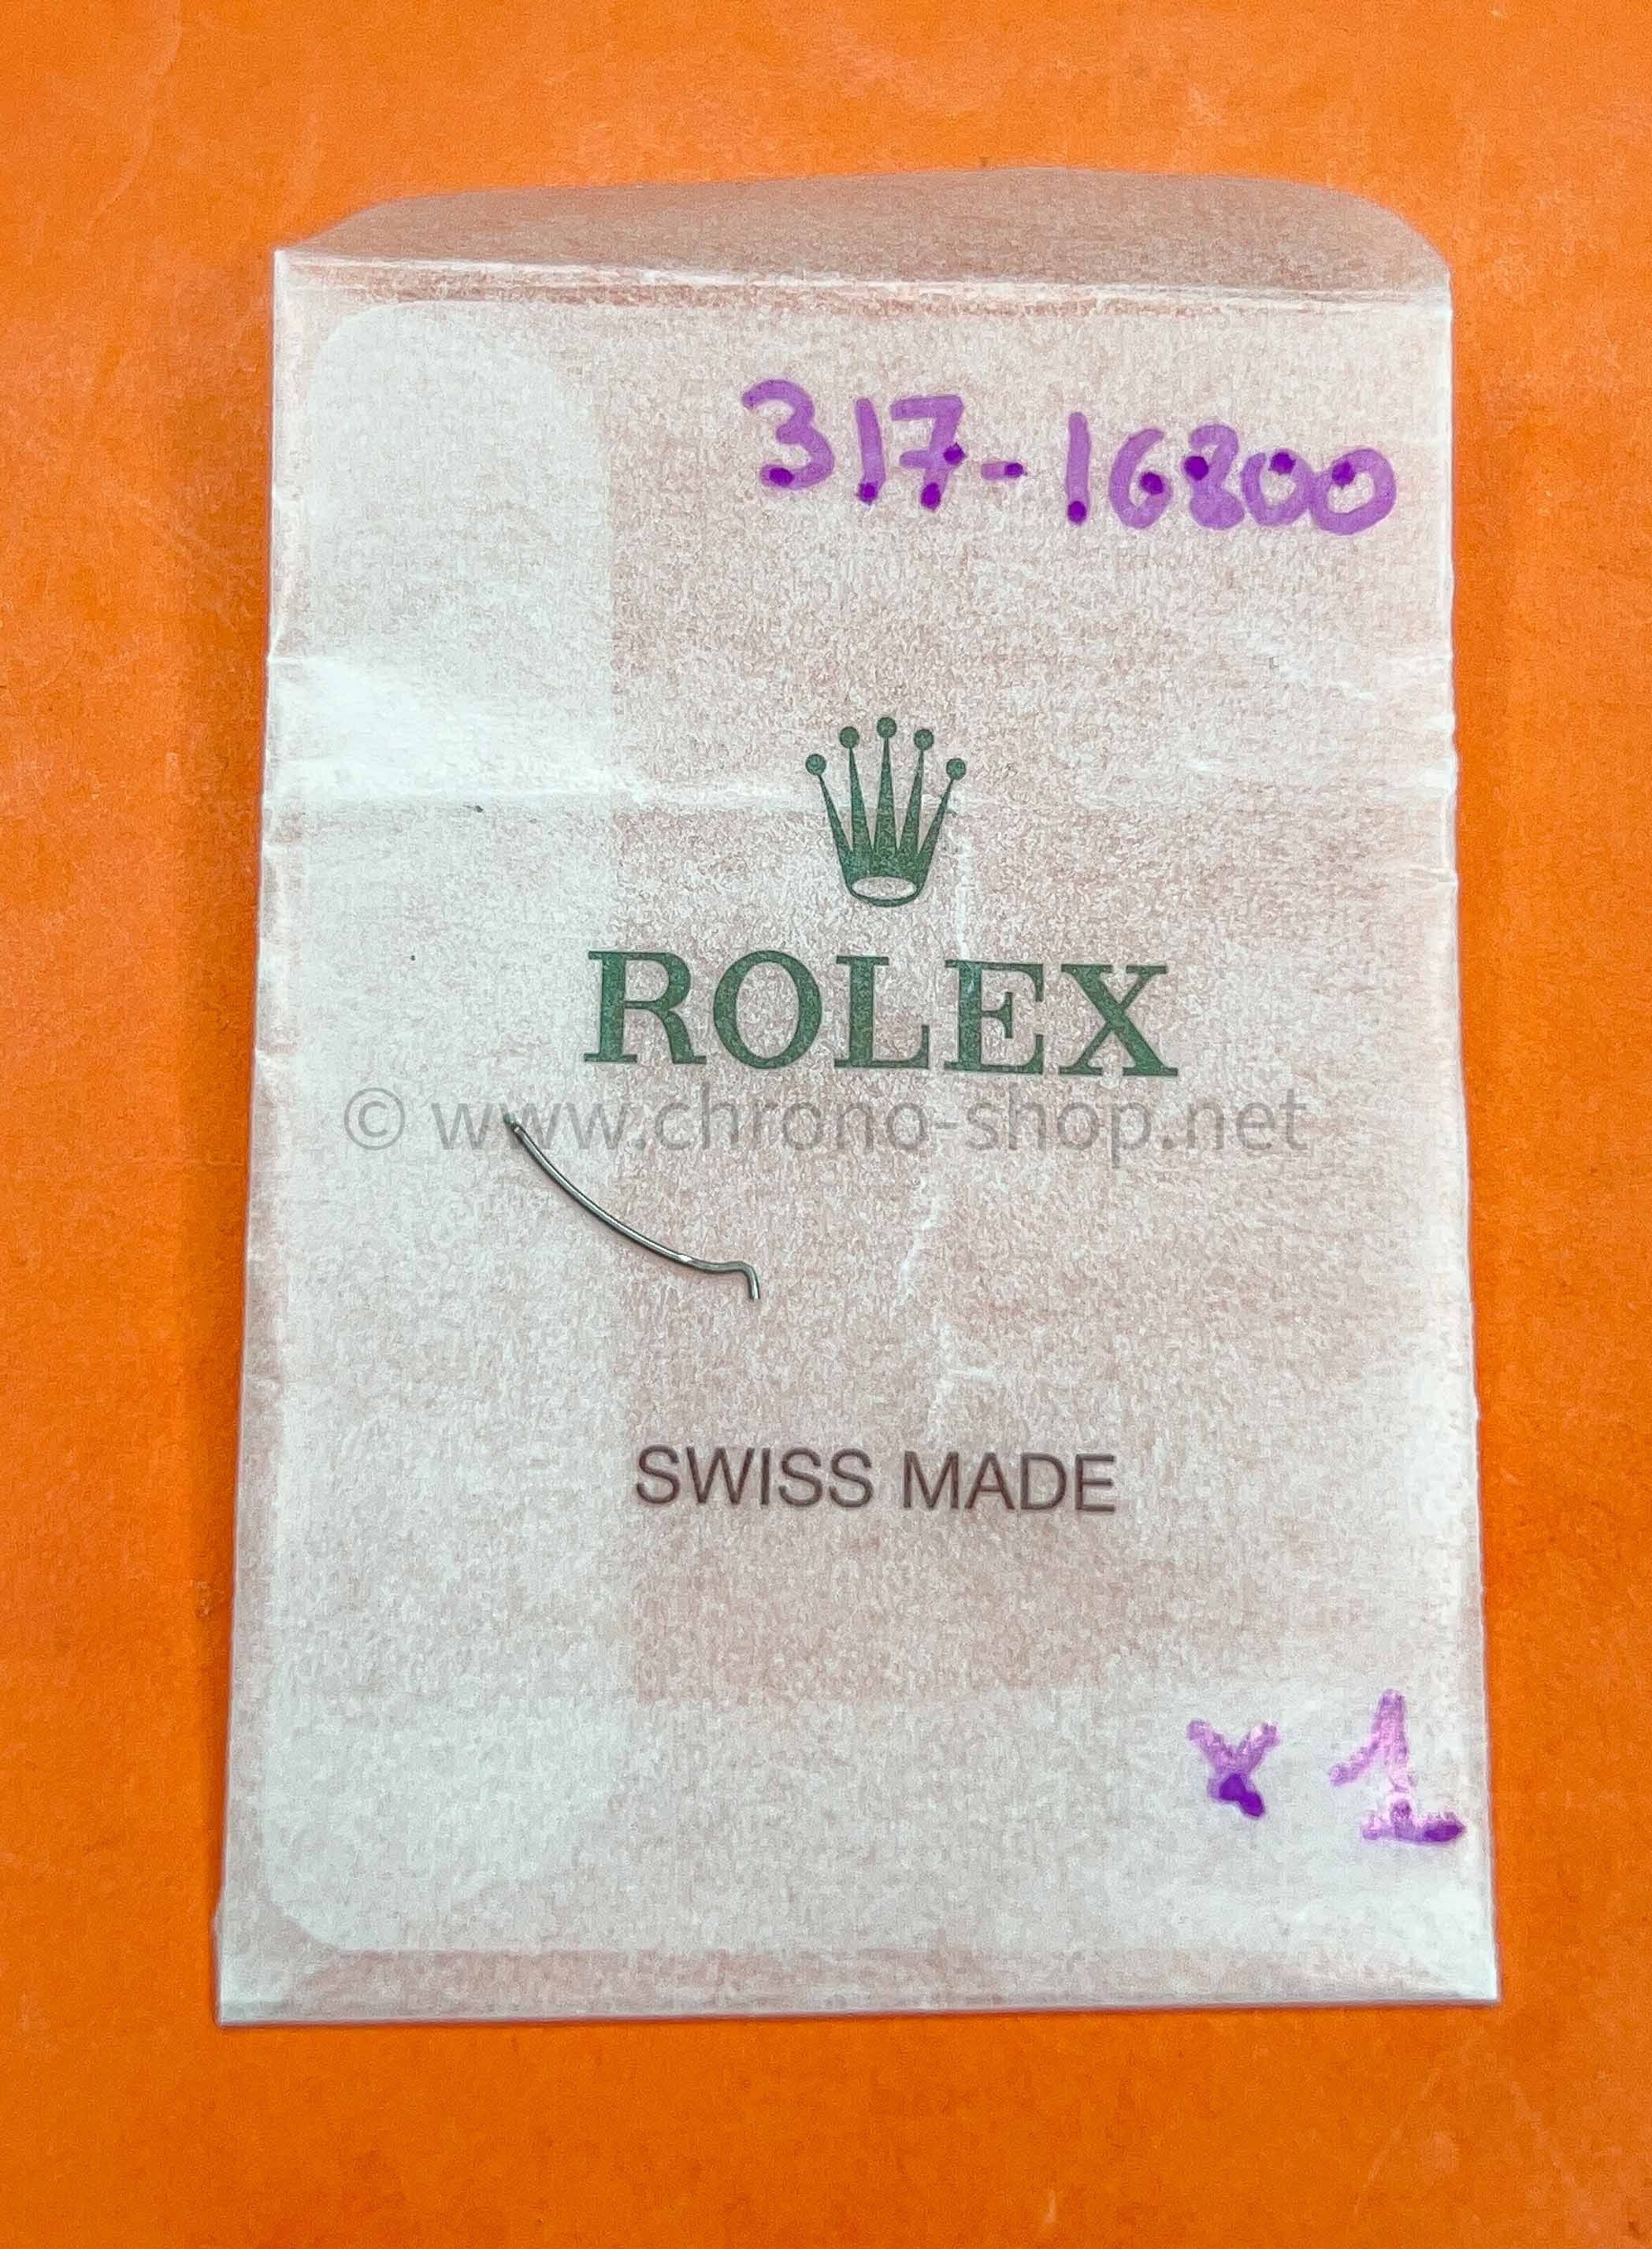 317-16800
ROLEX
© www.chrono-shop.net
SWISS MADE
x 1